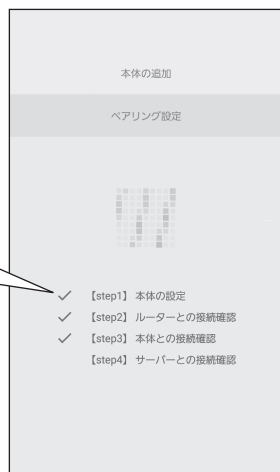 本体の追加
ペアリング設定
✓ 【step1】 本体の設定
✓ 【step2】 ルーターとの接続確認
✓ 【step3】 本体との接続確認
【step4】 サーバーとの接続確認